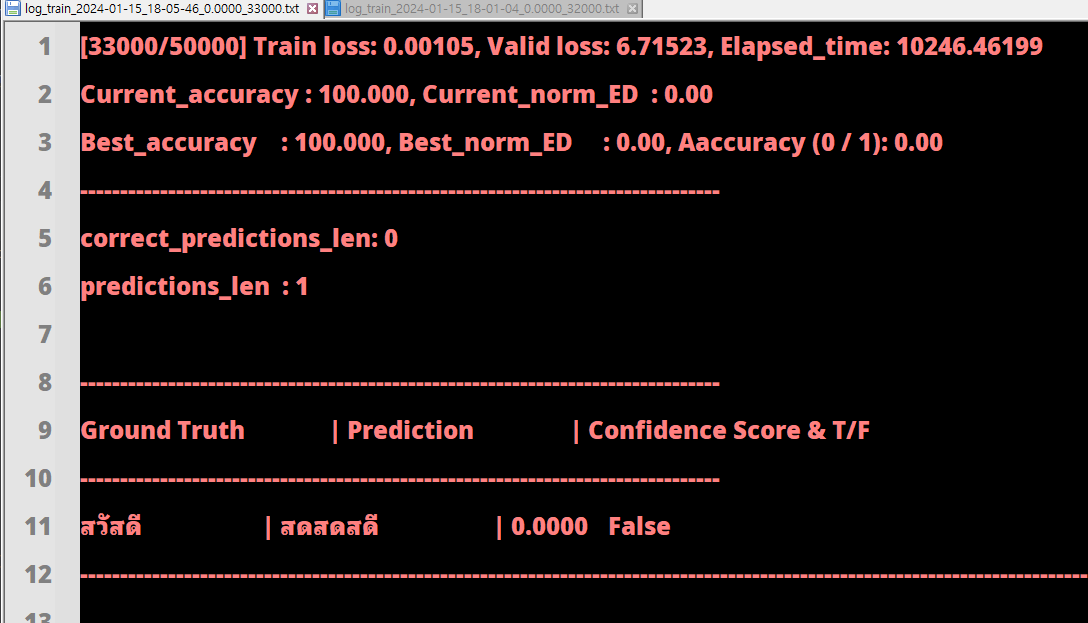 log_train_2024-01-15_18-05-46_0.0000_33000.txt log_train_2024-01-15_18-01-04_0.0000_32000.txt
1 [33000/50000] Train loss: 0.00105, Valid loss: 6.71523, Elapsed_time: 10246.46199
2 Current_accuracy : 100.000, Current_norm_ED : 0.00
3 Best_accuracy : 100.000, Best_norm_ED : 0.00, Aaccuracy (0 / 1): 0.00
4 --------------------------------------------------------------------------------
5 correct_predictions_len: 0
6 predictions_len : 1
7
8 --------------------------------------------------------------------------------
9 Ground Truth | Prediction | Confidence Score & T/F
10 --------------------------------------------------------------------------------
11 สวัสดี | สดสดสดี | 0.0000 False
12 ------------------------------------------------------------------------------------------------------------------------------
13